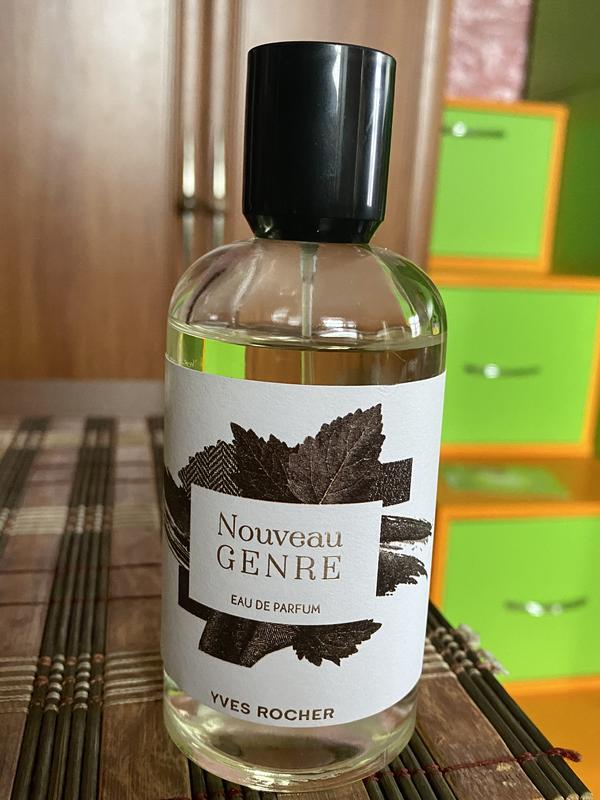 Nouveau
GENRE
EAU DE PARFUM
YVES ROCHER